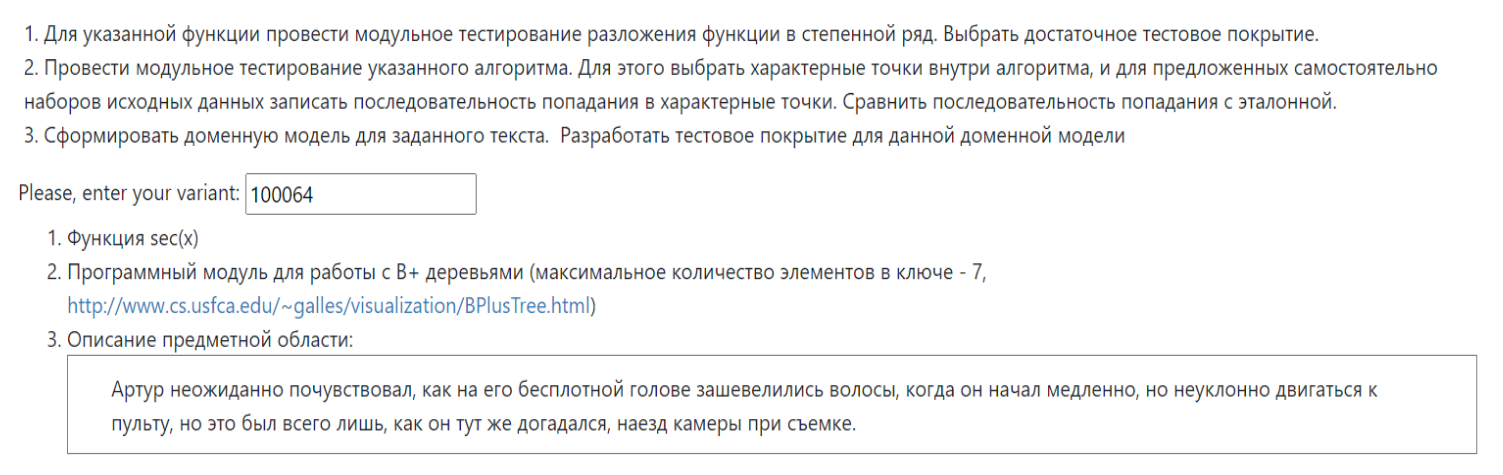 1. Для указанной функции провести модульное тестирование разложения функции в степенной ряд. Выбрать достаточное тестовое покрытие.
2. Провести модульное тестирование указанного алгоритма. Для этого выбрать характерные точки внутри алгоритма, и для предложенных самостоятельно
наборов исходных данных записать последовательность попадания в характерные точки. Сравнить последовательность попадания с эталонной.
3. Сформировать доменную модель для заданного текста. Разработать тестовое покрытие для данной доменной модели
Please, enter your variant: 100064
1. Функция sec(x)
2. Программный модуль для работы с B+ деревьями (максимальное количество элементов в ключе - 7,
http://www.cs.usfca.edu/~galles/visualization/BPlusTree.html)
3. Описание предметной области:
Артур неожиданно почувствовал, как на его бесплотной голове зашевелились волосы, когда он начал медленно, но неуклонно двигаться к
пульту, но это был всего лишь, как он тут же догадался, наезд камеры при съемке.